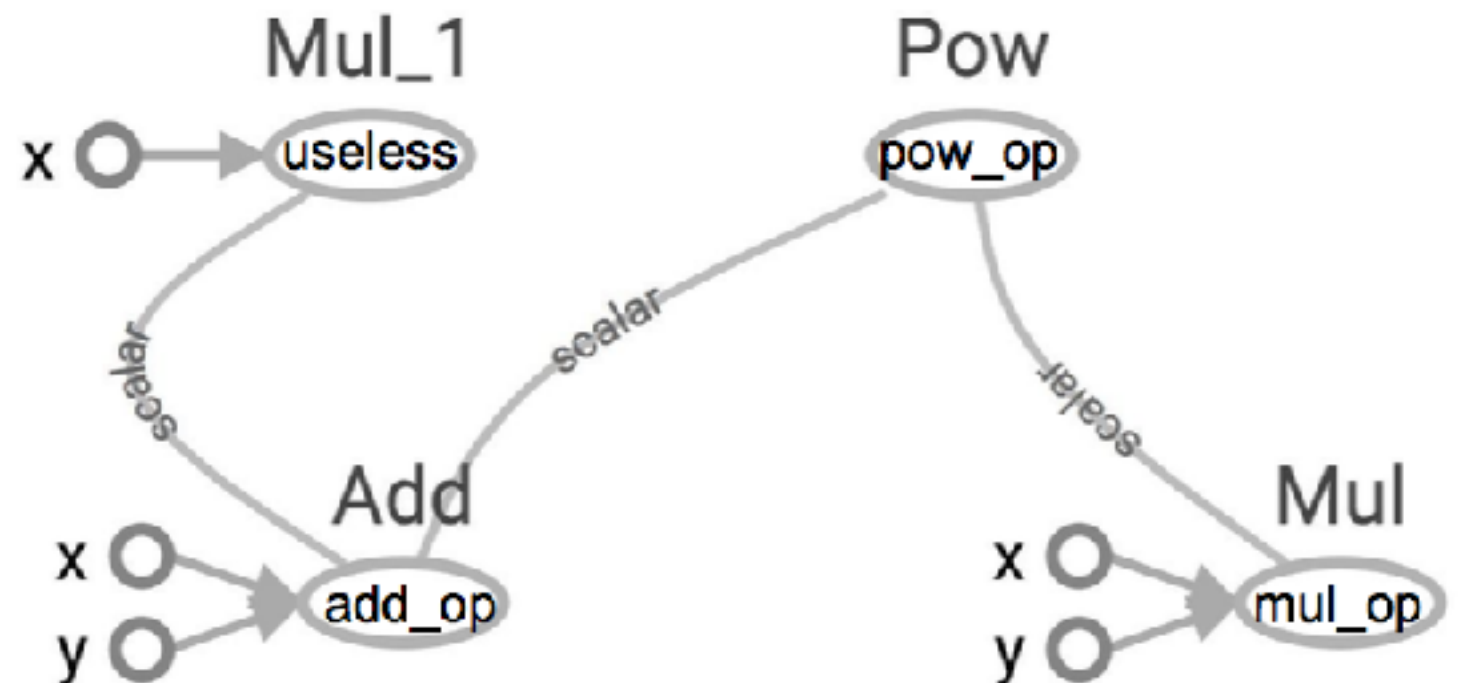 Mul_1
Pow
x
useless
pow_op
scalar
scalar
scalar
Add
Mul
x
add_op
y
x
mul_op
y